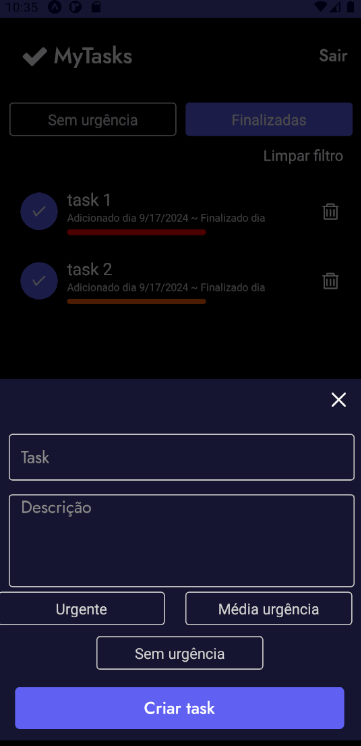 10:35
MyTasks
Sair
Sem urgência
Finalizadas
Limpar filtro
task 1
Adicionado dia 9/17/2024 ~ Finalizado dia
task 2
Adicionado dia 9/17/2024 ~ Finalizado dia
Task
Descrição
Urgente
Média urgência
Sem urgência
Criar task